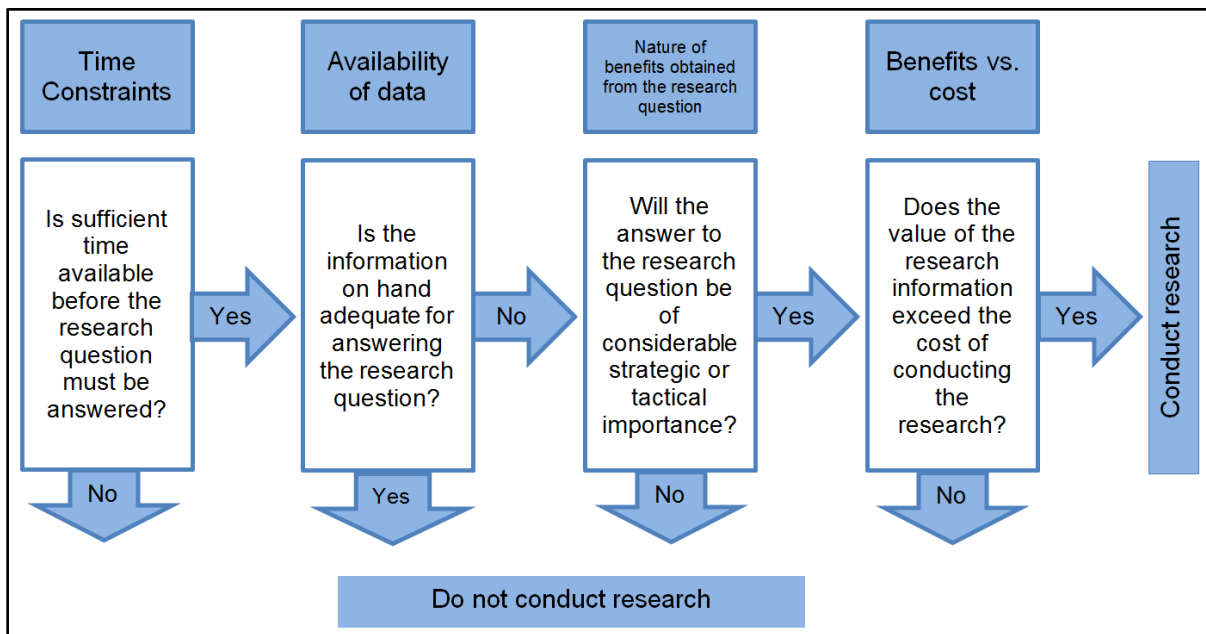 Time
Constraints
Availability
of data
Nature of
benefits obtained
from the research
question
Benefits vs.
cost
Is sufficient
time
available
before the
research
question
must be
answered?
Yes
Is the
information
on hand
adequate for
answering
the research
question?
No
Will the
answer to
the research
question be
of
considerable
strategic or
tactical
importance?
Yes
Does the
value of the
research
information
exceed the
cost of
conducting
the
research?
Yes
Conduct research
No
Yes
No
No
Do not conduct research